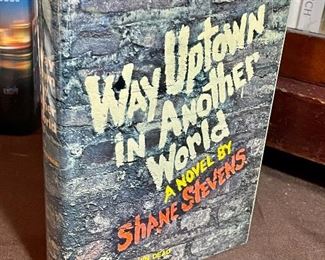 Way Uptown
in Another
World
A NOVEL BY
Shane Stevens